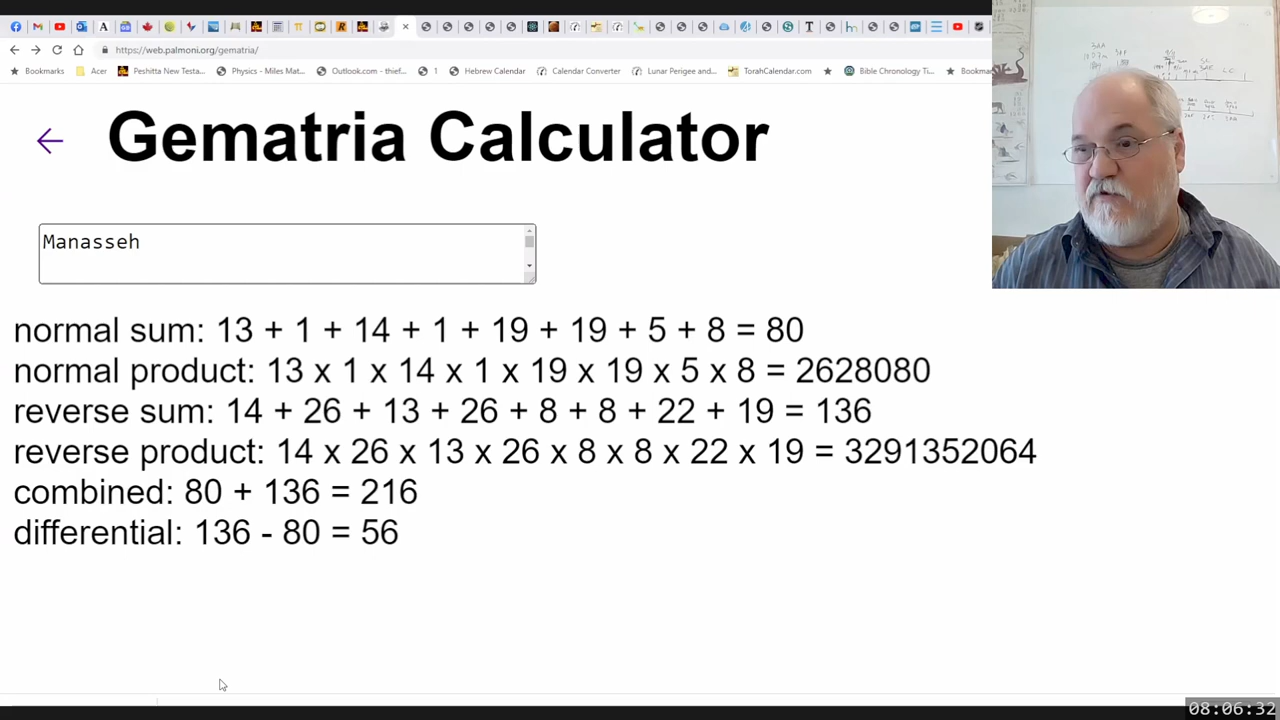 https://web.palmoni.org/gematria/
Bookmarks Acer Peshitta New Testa... Physics - Miles Mat... Outlook.com - thief... 1 Hebrew Calendar Calendar Converter Lunar Perigee and... TorahCalendar.com Bible Chronology Ti... Bookma
Gematria Calculator
Manasseh
normal sum: 13 + 1 + 14 + 1 + 19 + 19 + 5 + 8 = 80
normal product: 13 x 1 x 14 x 1 x 19 x 19 x 5 x 8 = 2628080
reverse sum: 14 + 26 + 13 + 26 + 8 + 8 + 22 + 19 = 136
reverse product: 14 x 26 x 13 x 26 x 8 x 8 x 22 x 19 = 3291352064
combined: 80 + 136 = 216
differential: 136 - 80 = 56
08:06:32